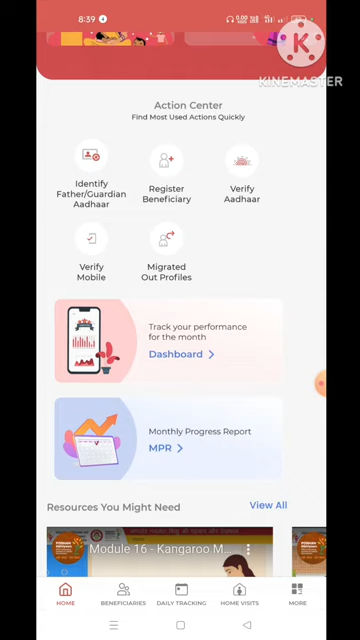 8:39
K
KINEMASTER
Action Center
Find Most Used Actions Quickly
Identify
Father/Guardian
Aadhaar
Register
Beneficiary
Verify
Aadhaar
Verify
Mobile
Migrated
Out Profiles
Track your performance
for the month
Dashboard >
Monthly Progress Report
MPR >
Resources You Might Need
View All
Module 16 - Kangaroo M...
HOME
BENEFICIARIES
DAILY TRACKING
HOME VISITS
MORE